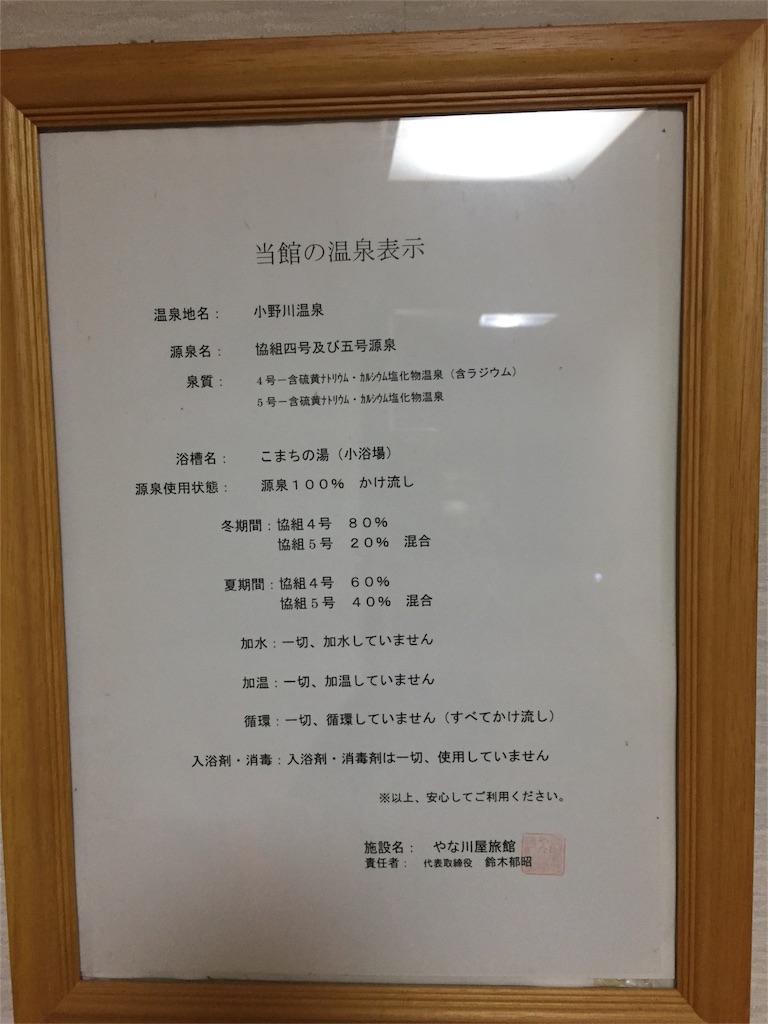 当館の温泉表示
温泉地名： 小野川温泉
源泉名： 協組四号及び五号源泉
泉質： ４号－含硫黄ﾅﾄﾘｳﾑ・ｶﾙｼｳﾑ塩化物温泉（含ラジウム）
５号－含硫黄ﾅﾄﾘｳﾑ・ｶﾙｼｳﾑ塩化物温泉
浴槽名： こまちの湯（小浴場）
源泉使用状態： 源泉１００％ かけ流し
冬期間：協組４号 ８０％
協組５号 ２０％ 混合
夏期間：協組４号 ６０％
協組５号 ４０％ 混合
加水：一切、加水していません
加温：一切、加温していません
循環：一切、循環していません（すべてかけ流し）
入浴剤・消毒：入浴剤・消毒剤は一切、使用していません
※以上、安心してご利用ください。
施設名： やな川屋旅館
責任者： 代表取締役 鈴木郁昭